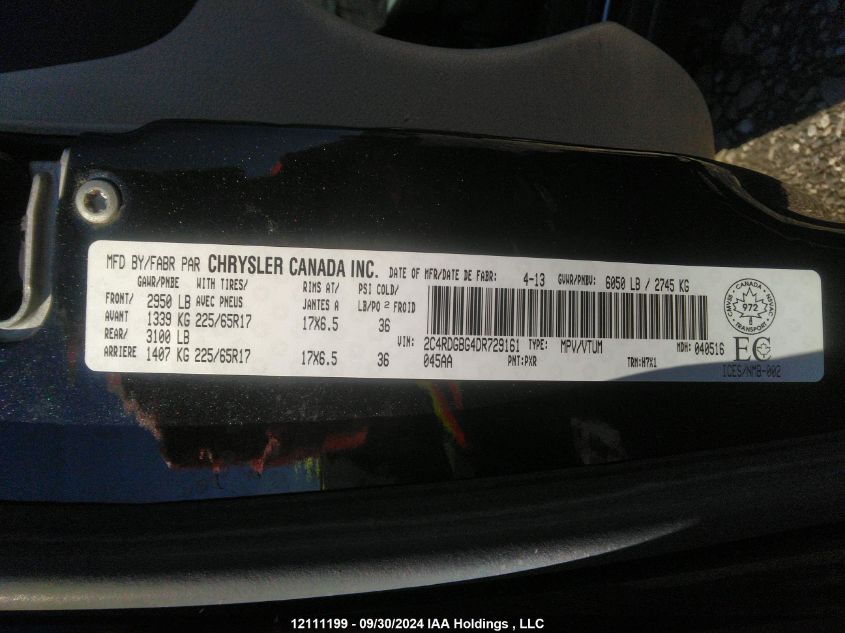 MFD BY/FABR PAR CHRYSLER CANADA INC. DATE OF MFR/DATE DE FABR: 4-13 GVWR/PNBV: 6050 LB / 2745 KG
GAWR/PNBE WITH TIRES/ RIMS AT/ PSI COLD/
FRONT/ 2950 LB AVEC PNEUS JANTES A LB/PO 2 FROID
AVANT 1339 KG 225/65R17 17X6.5 36
REAR/ 3100 LB
ARRIERE 1407 KG 225/65R17 17X6.5 36
VIN: 2C4RDGBG4DR729161 TYPE: MPV/VTUM MDH: 040516
045AA PNT:PXR TRM:H7X1
CANADA
972
TRANSPORT
EC
ICES/NMB-002
12111199 - 09/30/2024 IAA Holdings , LLC